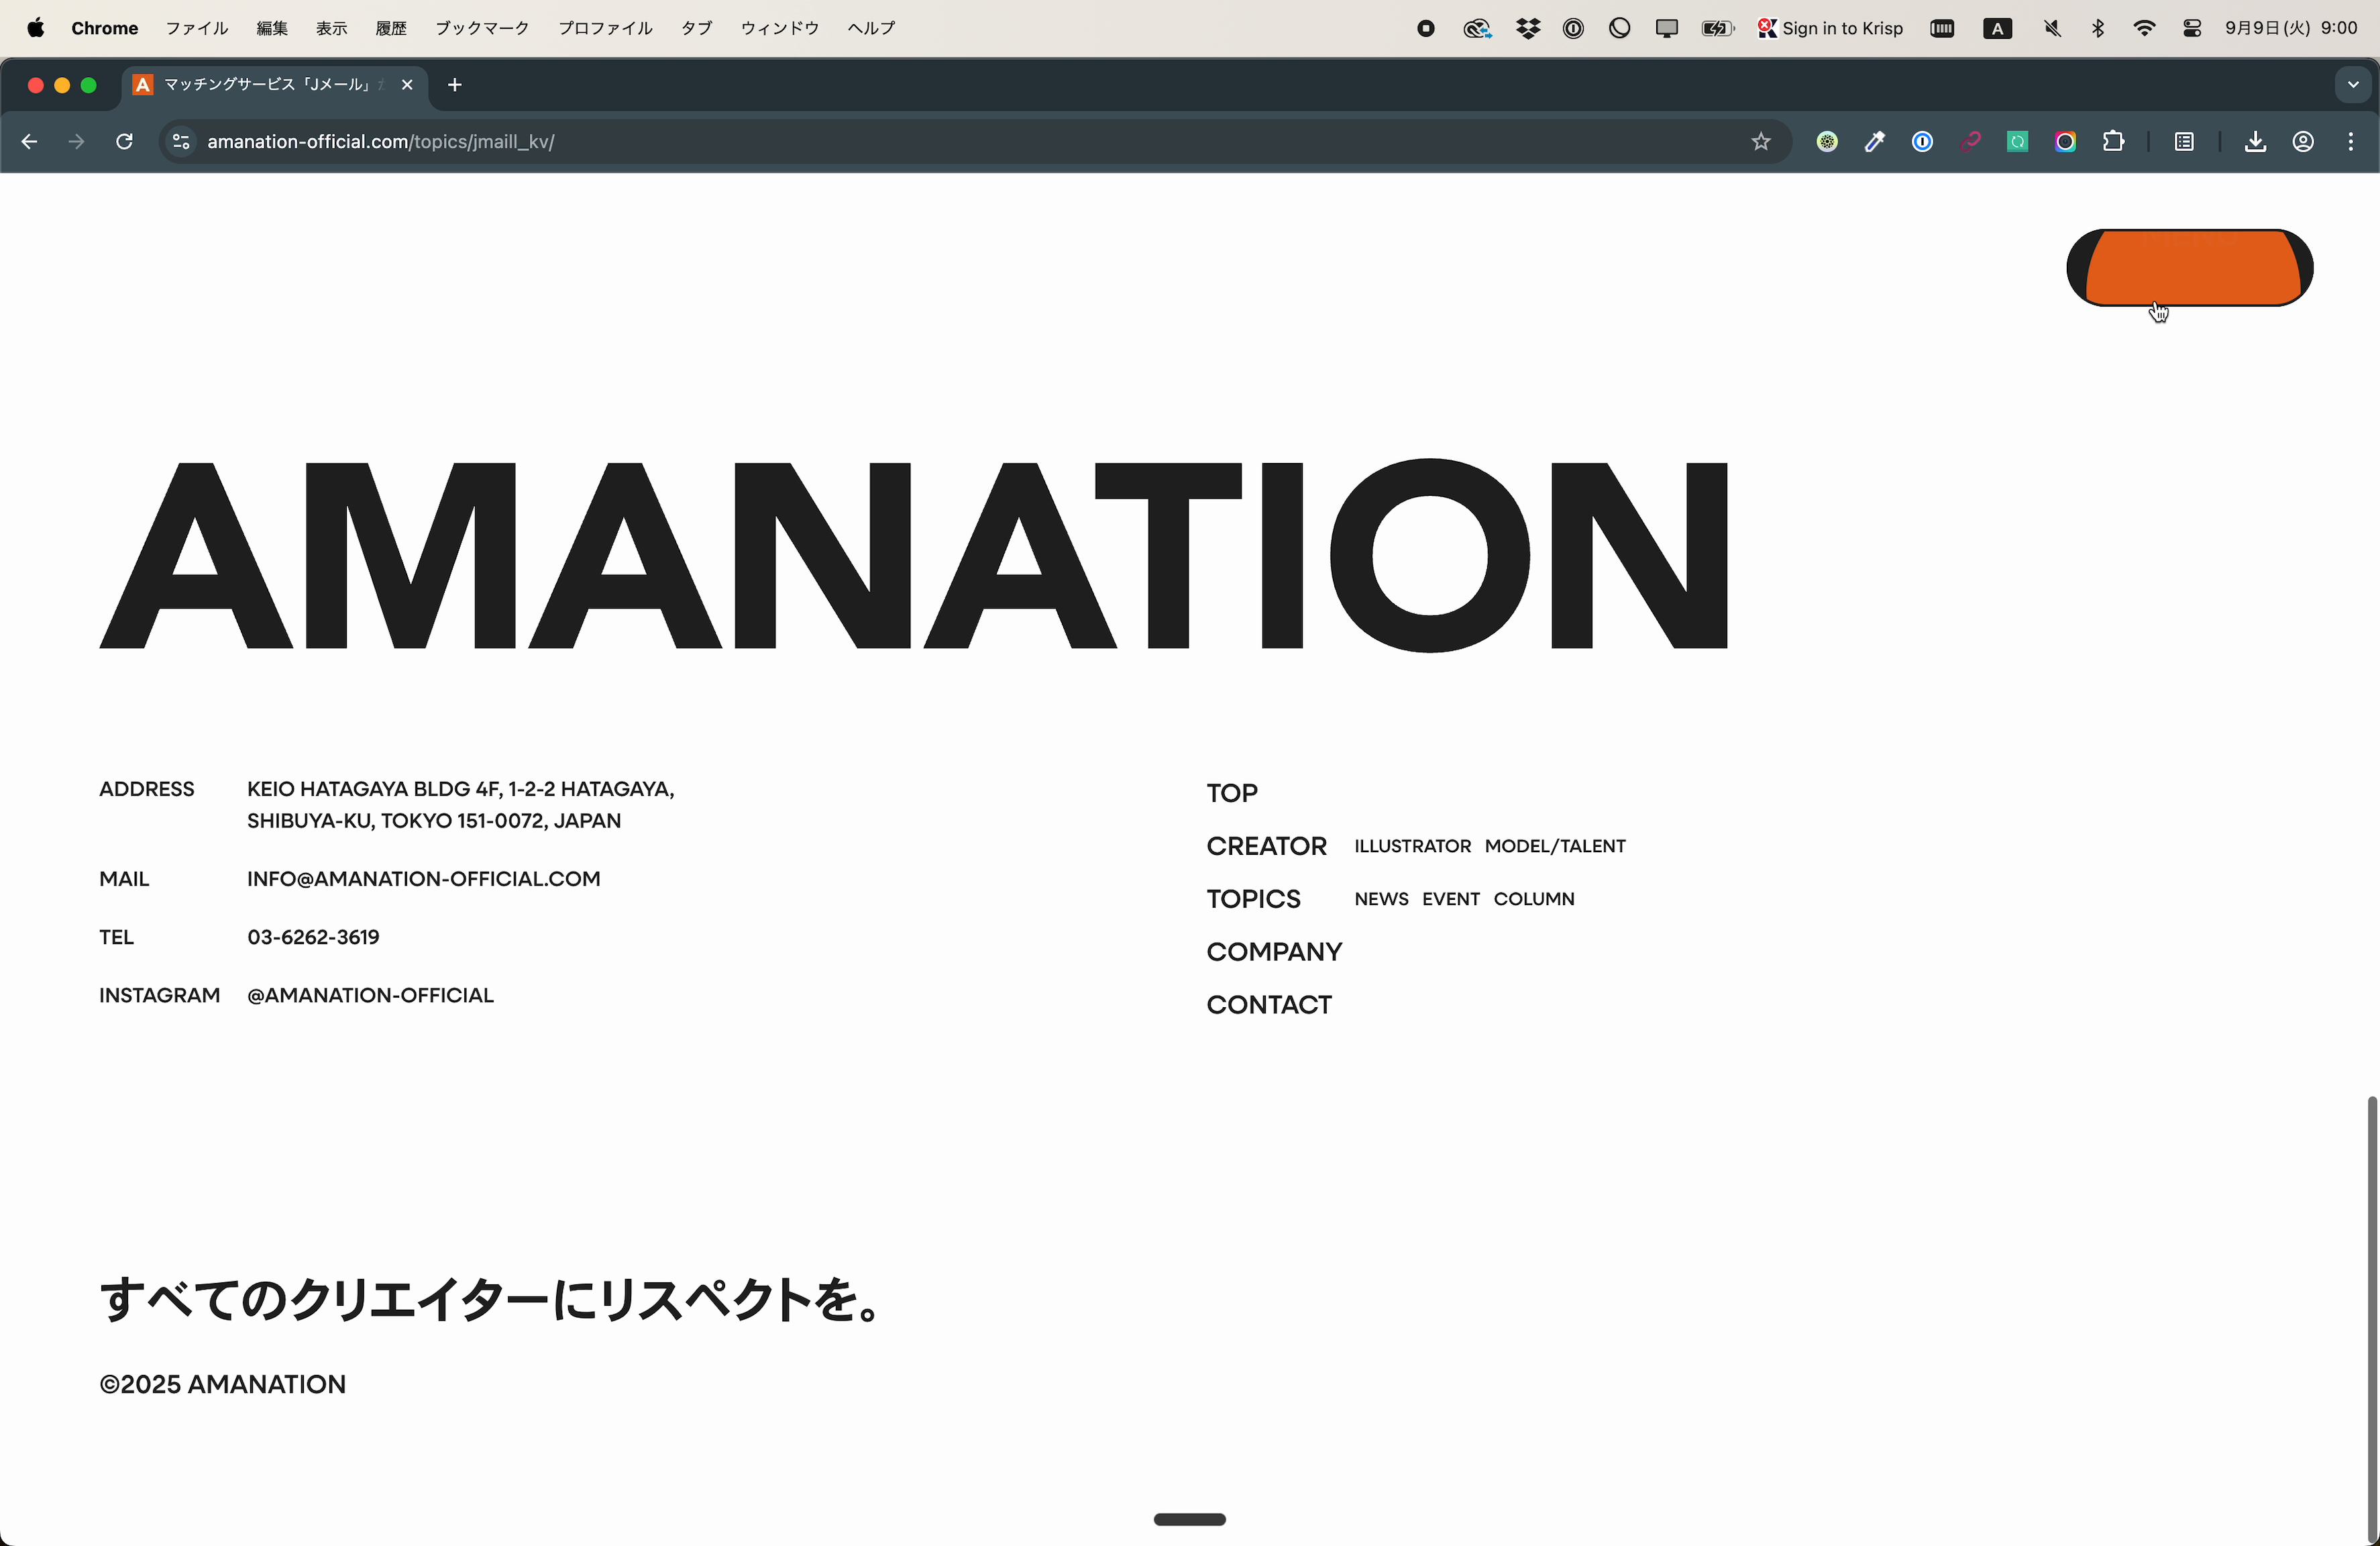 Chrome ファイル 編集 表示 履歴 ブックマーク プロファイル タブ ウィンドウ ヘルプ Sign in to Krisp A 9月9日(火) 9:00
A マッチングサービス「Jメール」
amanation-official.com/topics/jmaill_kv/
AMANATION
ADDRESS KEIO HATAGAYA BLDG 4F, 1-2-2 HATAGAYA,
SHIBUYA-KU, TOKYO 151-0072, JAPAN
MAIL INFO@AMANATION-OFFICIAL.COM
TEL 03-6262-3619
INSTAGRAM @AMANATION-OFFICIAL
TOP
CREATOR ILLUSTRATOR MODEL/TALENT
TOPICS NEWS EVENT COLUMN
COMPANY
CONTACT
すべてのクリエイターにリスペクトを。
©2025 AMANATION